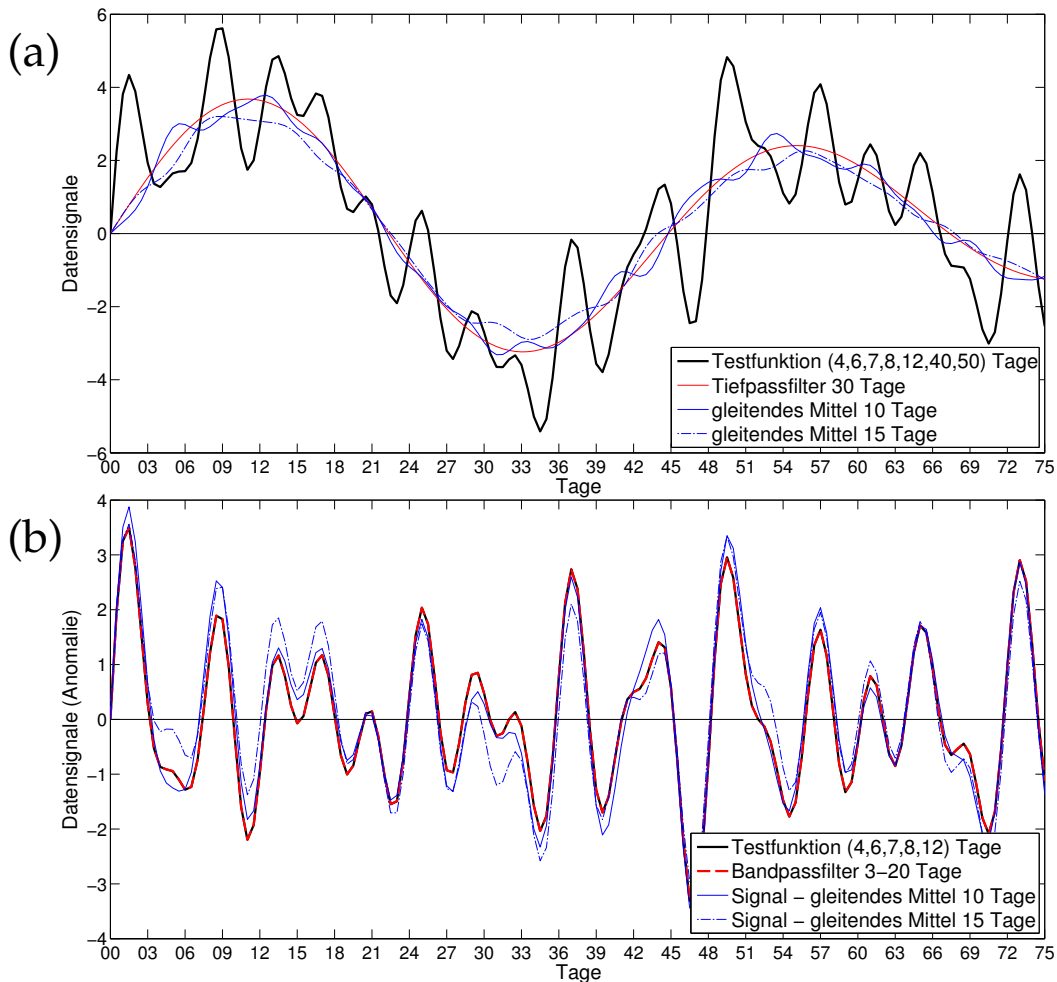 (a)
6
4
2
0
−2
−4
−6
Datensignale
00 03 06 09 12 15 18 21 24 27 30 33 36 39 42 45 48 51 54 57 60 63 66 69 72 75
Tage
Testfunktion (4,6,7,8,12,40,50) Tage
Tiefpassfilter 30 Tage
gleitendes Mittel 10 Tage
gleitendes Mittel 15 Tage
(b)
4
3
2
1
0
−1
−2
−3
−4
Datensignale (Anomalie)
00 03 06 09 12 15 18 21 24 27 30 33 36 39 42 45 48 51 54 57 60 63 66 69 72 75
Tage
Testfunktion (4,6,7,8,12) Tage
Bandpassfilter 3−20 Tage
Signal − gleitendes Mittel 10 Tage
Signal − gleitendes Mittel 15 Tage